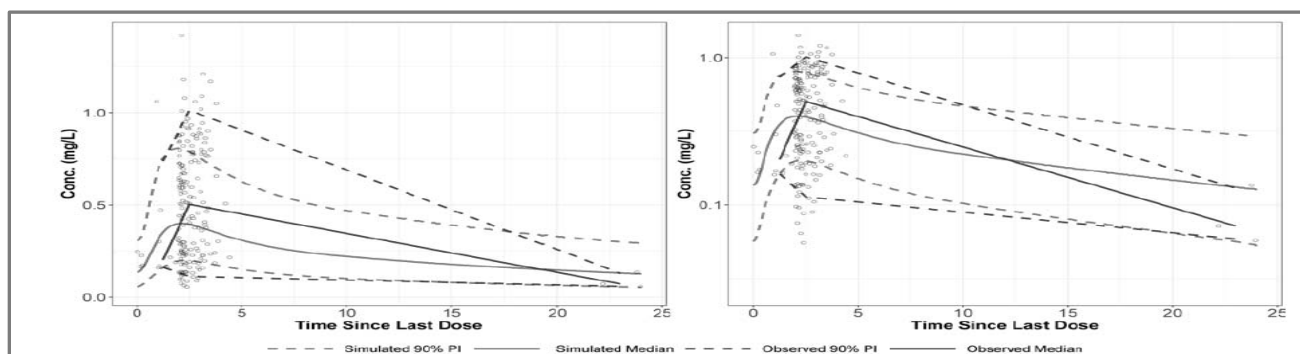 Conc. (mg/L)
1.0
0.5
0.0
0 5 10 15 20 25
Time Since Last Dose
Conc. (mg/L)
1.0
0.1
0 5 10 15 20 25
Time Since Last Dose
Simulated 90% PI Simulated Median Observed 90% PI Observed Median